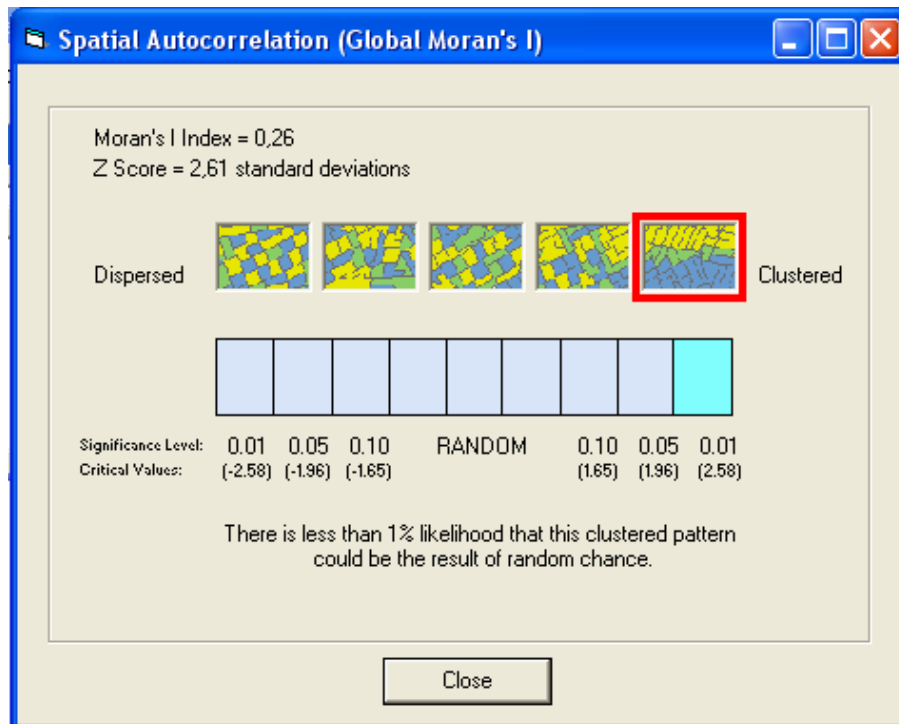 Spatial Autocorrelation (Global Moran's I)
Moran's I Index = 0,26
Z Score = 2,61 standard deviations
Dispersed
Clustered
Significance Level: 0.01 0.05 0.10 RANDOM 0.10 0.05 0.01
Critical Values: (-2.58) (-1.96) (-1.65) (1.65) (1.96) (2.58)
There is less than 1% likelihood that this clustered pattern
could be the result of random chance.
Close